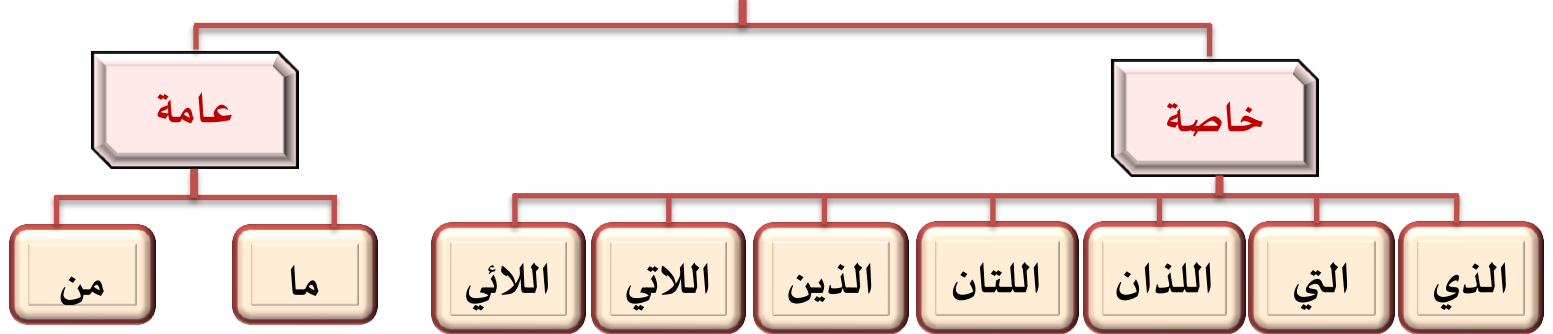 خاصة
عامة
الذي
التي
اللذان
اللتان
الذين
اللاتي
اللائي
ما
من